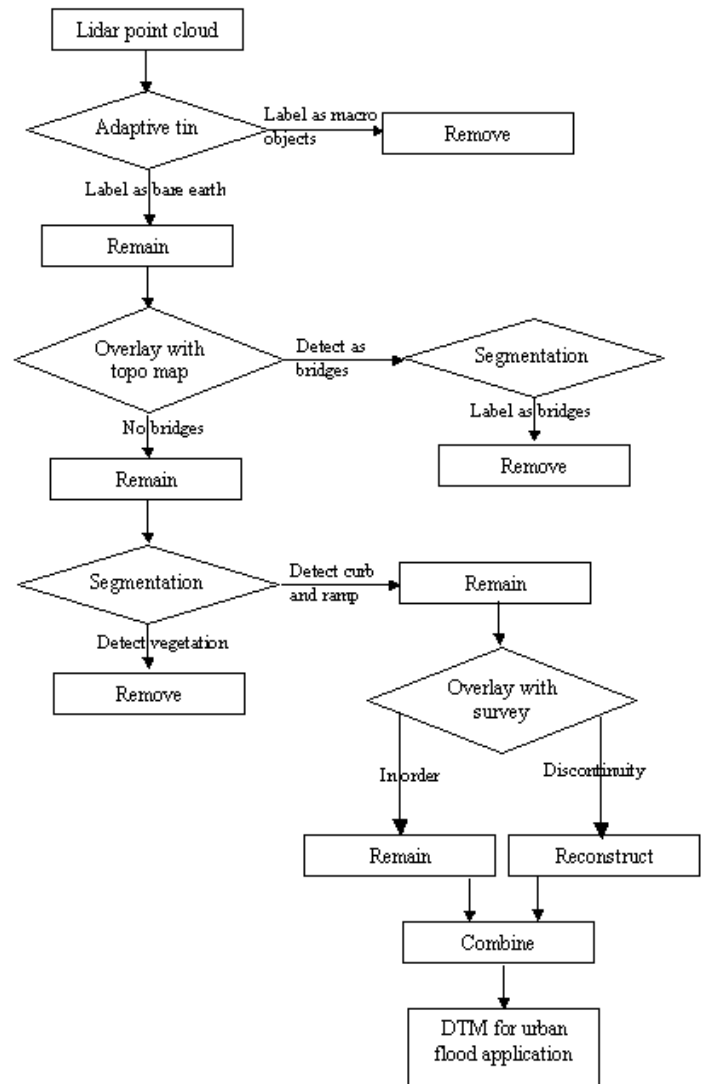 Lidar point cloud
Adaptive tin
Label as macro
objects
Remove
Label as bare earth
Remain
Overlay with
topo map
Detect as
bridges
Segmentation
No bridges
Label as bridges
Remain
Remove
Segmentation
Detect curb
and ramp
Remain
Detect vegetation
Remove
Overlay with
survey
In order
Discontinuity
Remain
Reconstruct
Combine
DTM for urban
flood application